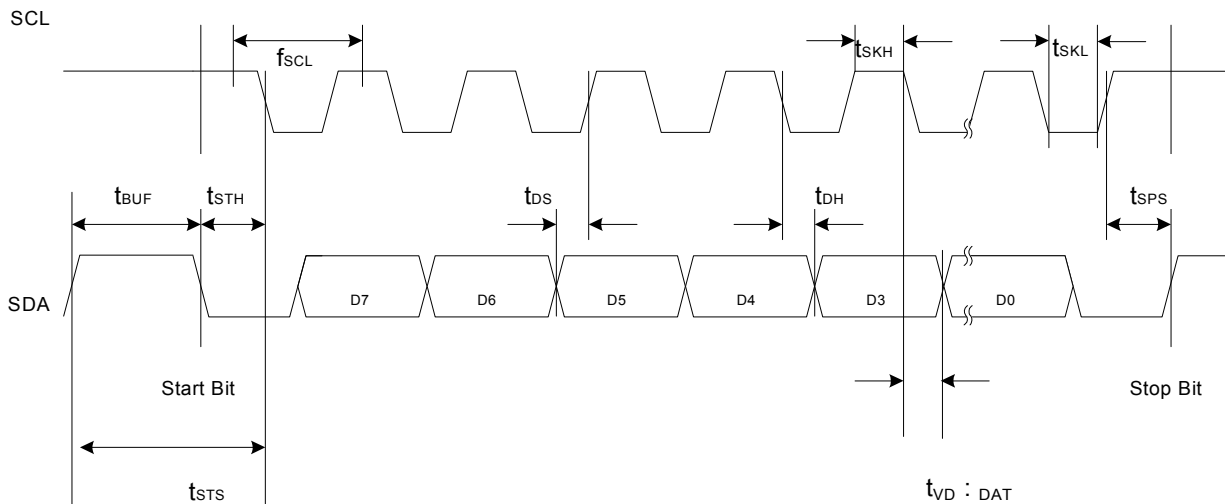 SCL
fSCL
tSKH
tSKL
tBUF
tSTH
tDS
tDH
tSPS
SDA
D7
D6
D5
D4
D3
D0
Start Bit
Stop Bit
tSTS
tVD : DAT